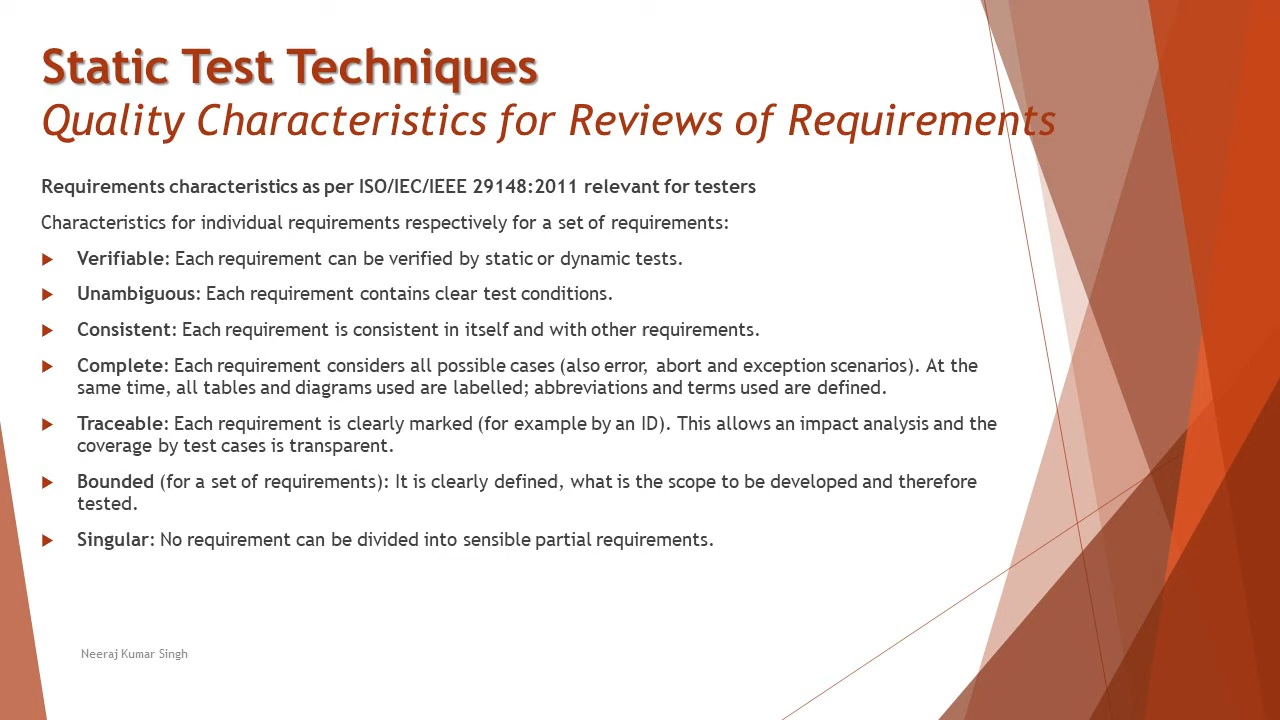 Static Test Techniques
Quality Characteristics for Reviews of Requirements
Requirements characteristics as per ISO/IEC/IEEE 29148:2011 relevant for testers
Characteristics for individual requirements respectively for a set of requirements:
Verifiable: Each requirement can be verified by static or dynamic tests.
Unambiguous: Each requirement contains clear test conditions.
Consistent: Each requirement is consistent in itself and with other requirements.
Complete: Each requirement considers all possible cases (also error, abort and exception scenarios). At the
same time, all tables and diagrams used are labelled; abbreviations and terms used are defined.
Traceable: Each requirement is clearly marked (for example by an ID). This allows an impact analysis and the
coverage by test cases is transparent.
Bounded (for a set of requirements): It is clearly defined, what is the scope to be developed and therefore
tested.
Singular: No requirement can be divided into sensible partial requirements.
Neeraj Kumar Singh